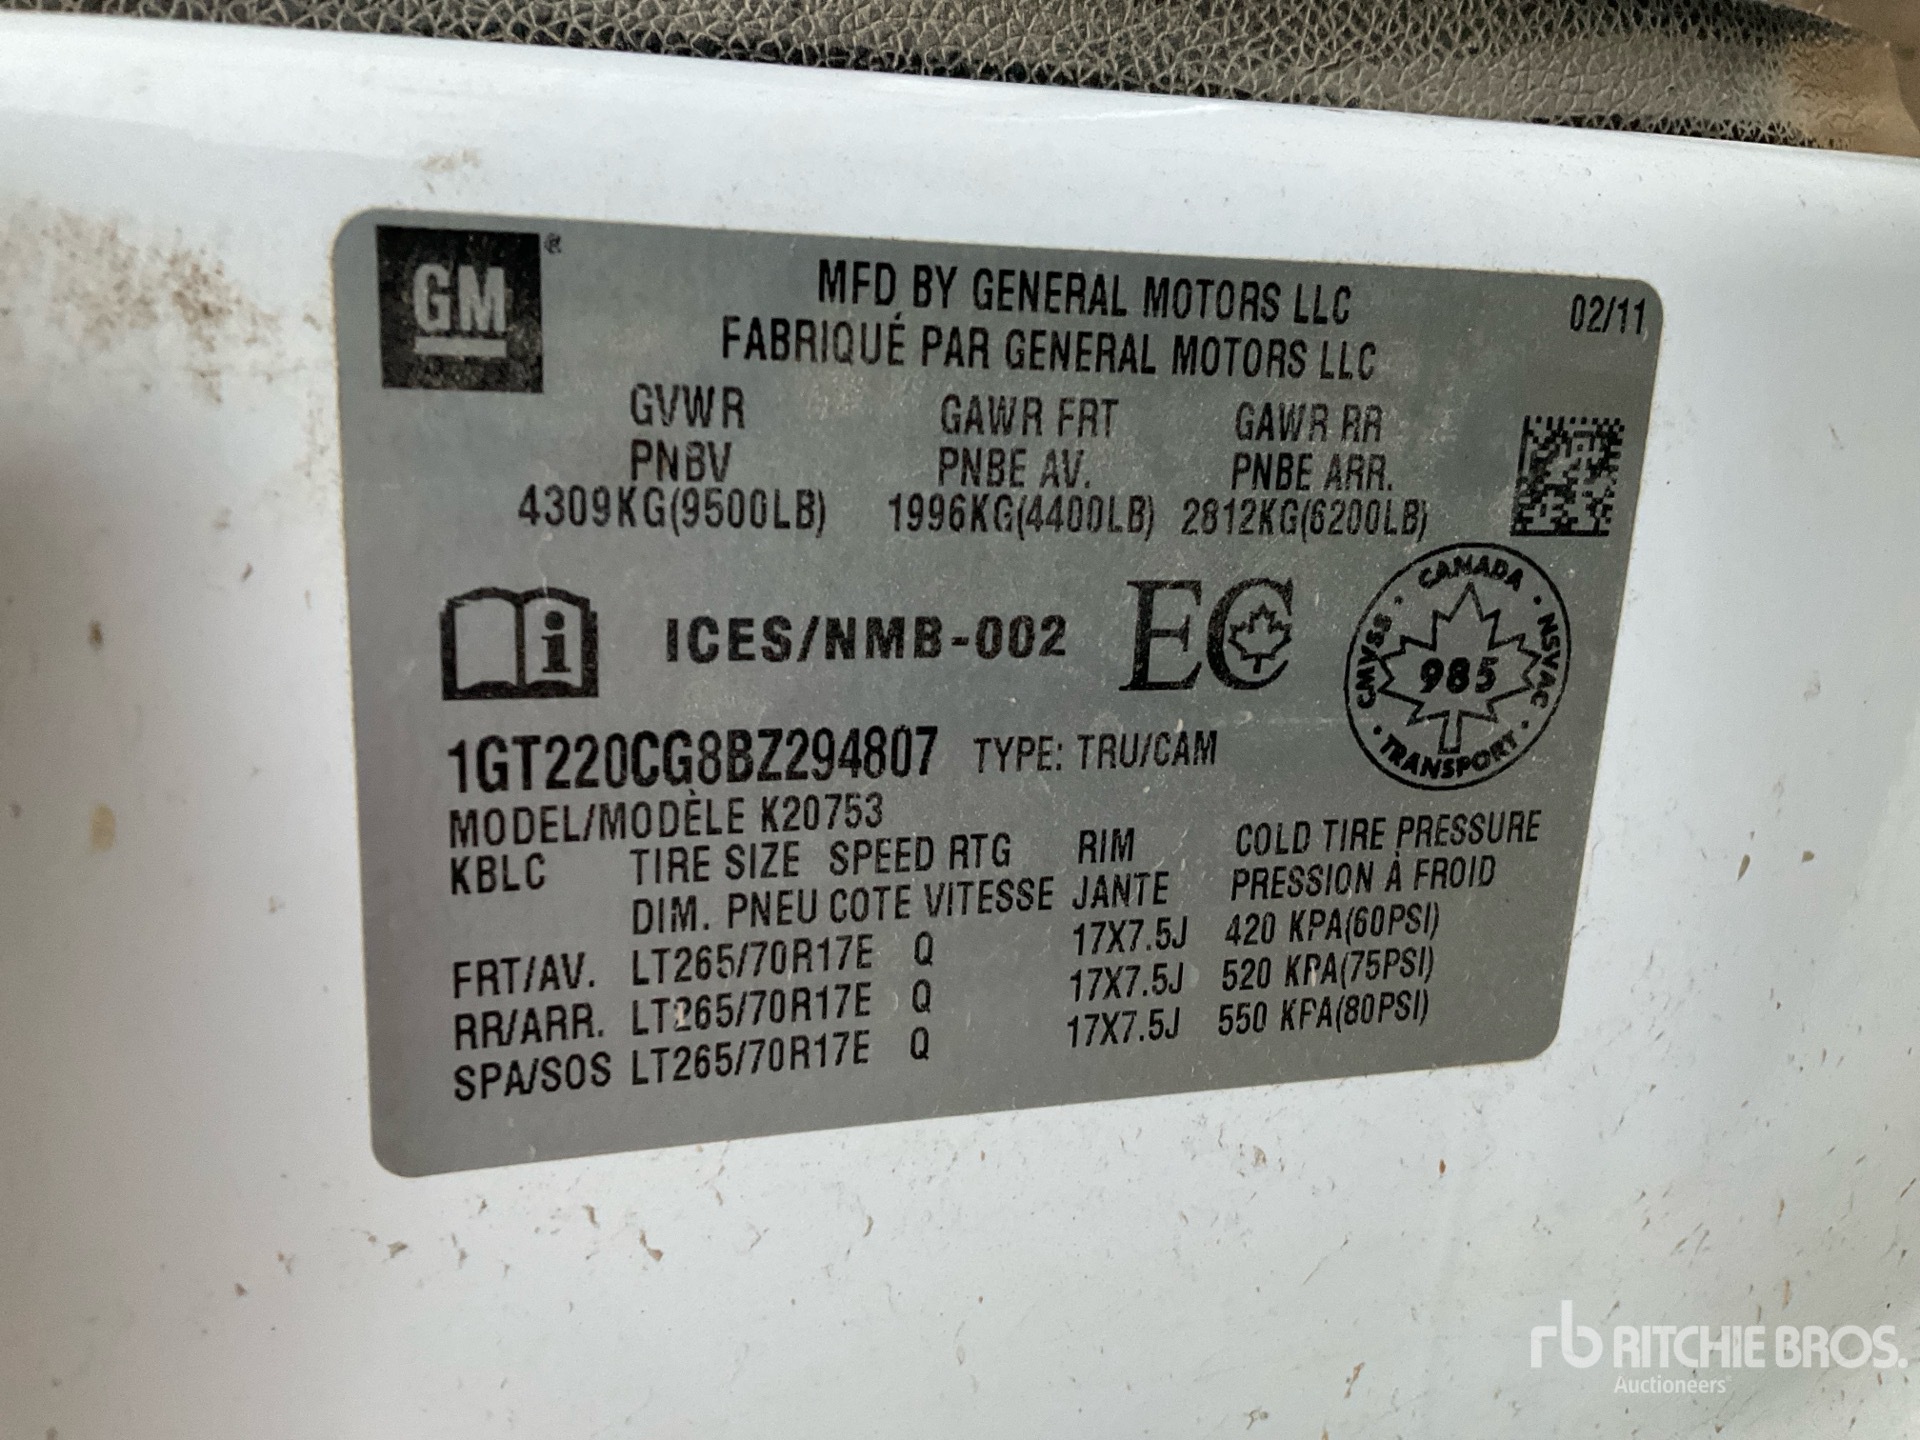 GM®
MFD BY GENERAL MOTORS LLC
02/11
FABRIQUÉ PAR GENERAL MOTORS LLC
GVWR GAWR FRT GAWR RR
PNBV PNBE AV. PNBE ARR.
4309KG(9500LB) 1996KG(4400LB) 2812KG(6200LB)
i ICES/NMB-002 EC
CANADA · NSVAC · TRANSPORT · CMVSS ·
985
1GT220CG8BZ294807 TYPE: TRU/CAM
MODEL/MODÈLE K20753
KBLC TIRE SIZE SPEED RTG RIM COLD TIRE PRESSURE
DIM. PNEU COTE VITESSE JANTE PRESSION À FROID
FRT/AV. LT265/70R17E Q 17X7.5J 420 KPA(60PSI)
RR/ARR. LT265/70R17E Q 17X7.5J 520 KPA(75PSI)
SPA/SOS LT265/70R17E Q 17X7.5J 550 KPA(80PSI)
rb RITCHIE BROS.
Auctioneers